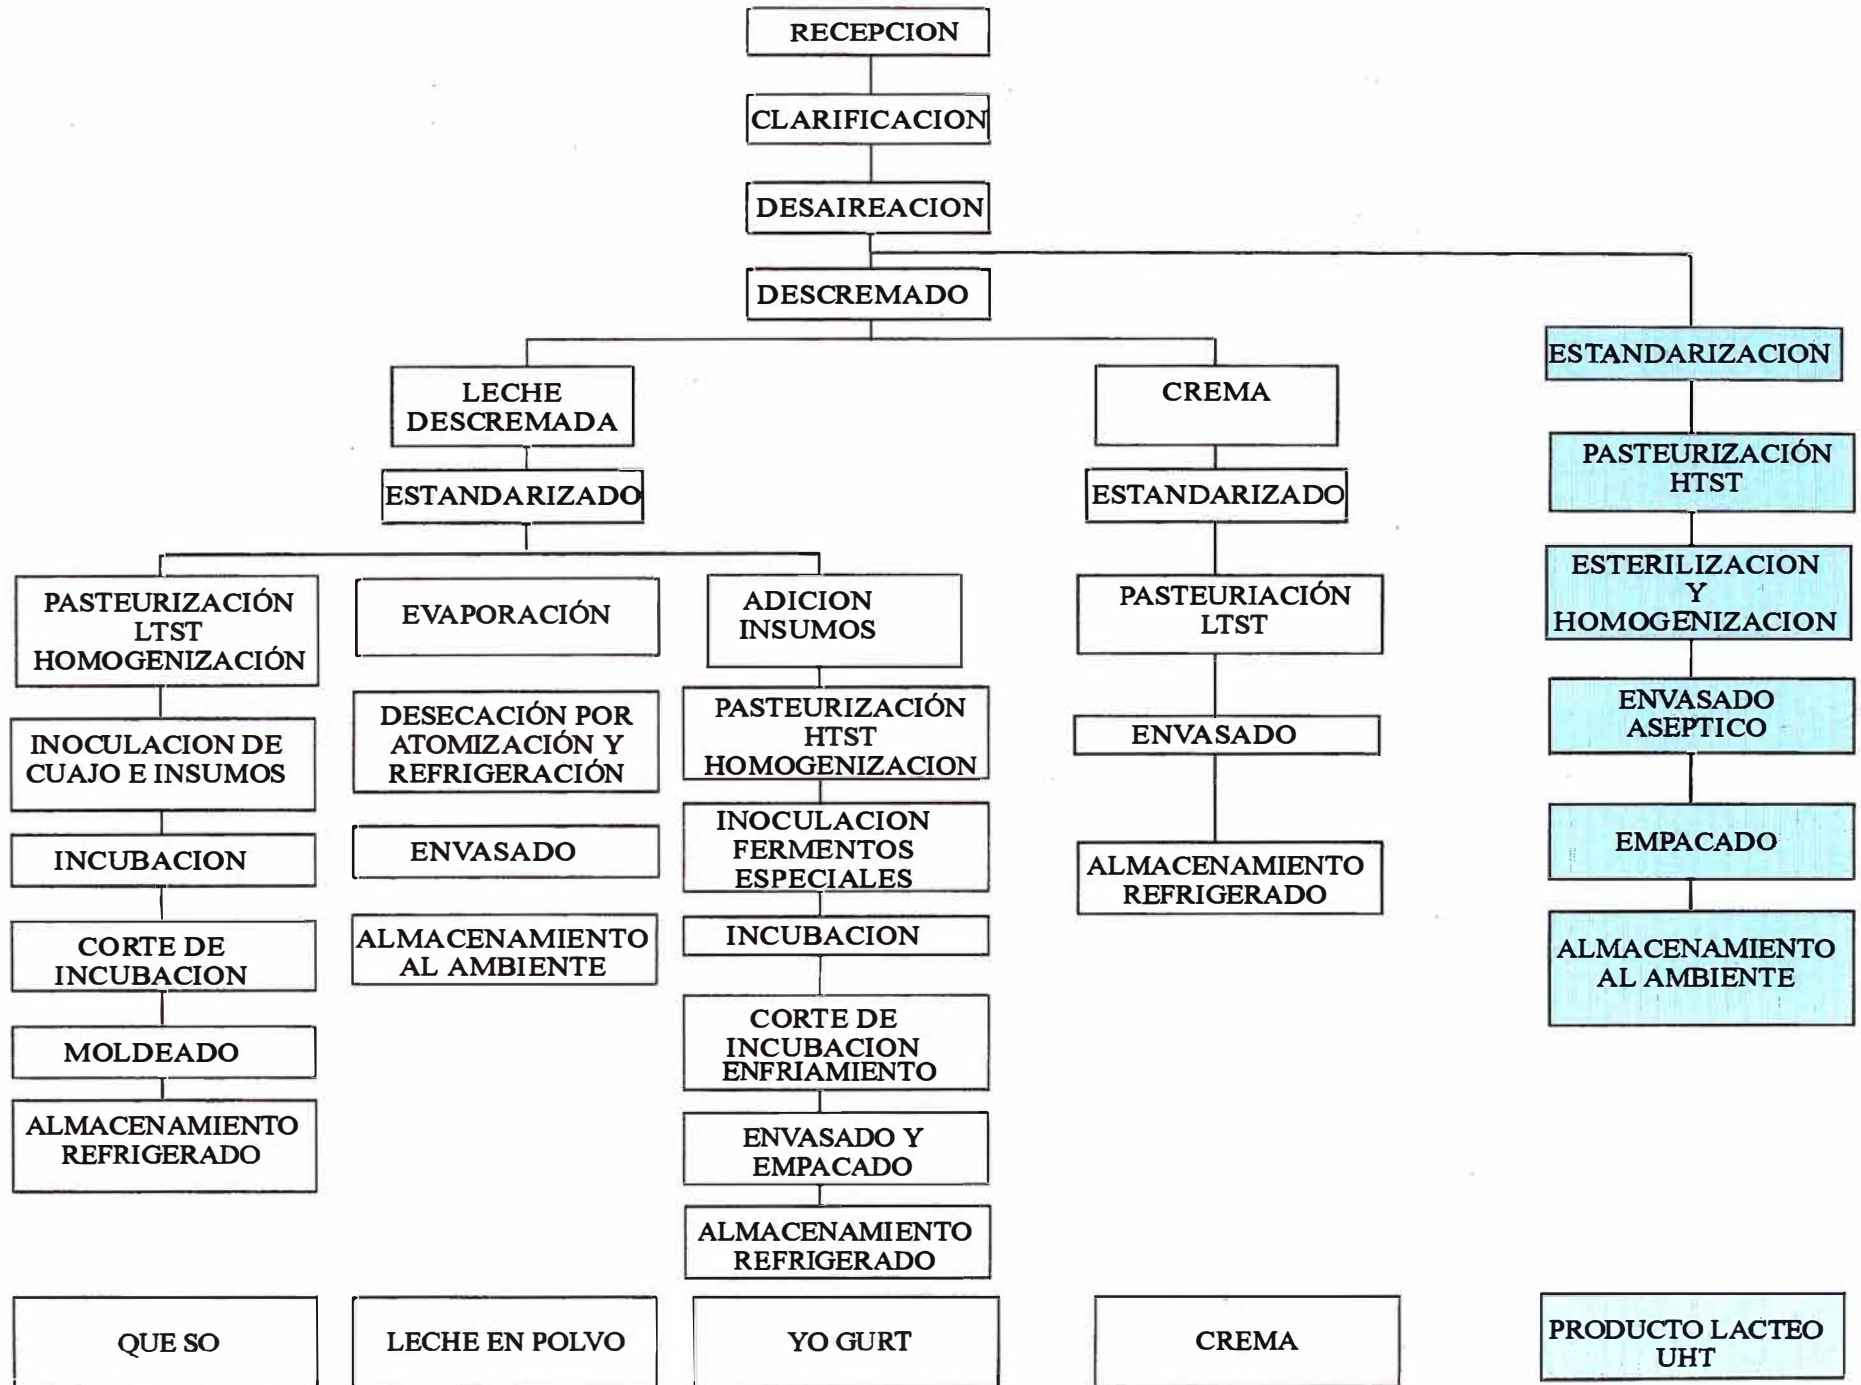 RECEPCION
CLARIFICACION
DESAIREACION
DESCREMADO
LECHE
DESCREMADA
ESTANDARIZADO
PASTEURIZACIÓN
LTST
HOMOGENIZACIÓN
INOCULACION DE
CUAJO E INSUMOS
INCUBACION
CORTE DE
INCUBACION
MOLDEADO
ALMACENAMIENTO
REFRIGERADO
QUE SO
EVAPORACIÓN
DESECACIÓN POR
ATOMIZACIÓN Y
REFRIGERACIÓN
ENVASADO
ALMACENAMIENTO
AL AMBIENTE
LECHE EN POLVO
ADICION
INSUMOS
PASTEURIZACIÓN
HTST
HOMOGENIZACION
INOCULACION
FERMENTOS
ESPECIALES
INCUBACION
CORTE DE
INCUBACION
ENFRIAMIENTO
ENVASADO Y
EMPACADO
ALMACENAMIENTO
REFRIGERADO
YO GURT
CREMA
ESTANDARIZADO
PASTEURIACIÓN
LTST
ENVASADO
ALMACENAMIENTO
REFRIGERADO
CREMA
ESTANDARIZACION
PASTEURIZACIÓN
HTST
ESTERILIZACION
Y
HOMOGENIZACION
ENVASADO
ASEPTICO
EMPACADO
ALMACENAMIENTO
AL AMBIENTE
PRODUCTO LACTEO
UHT